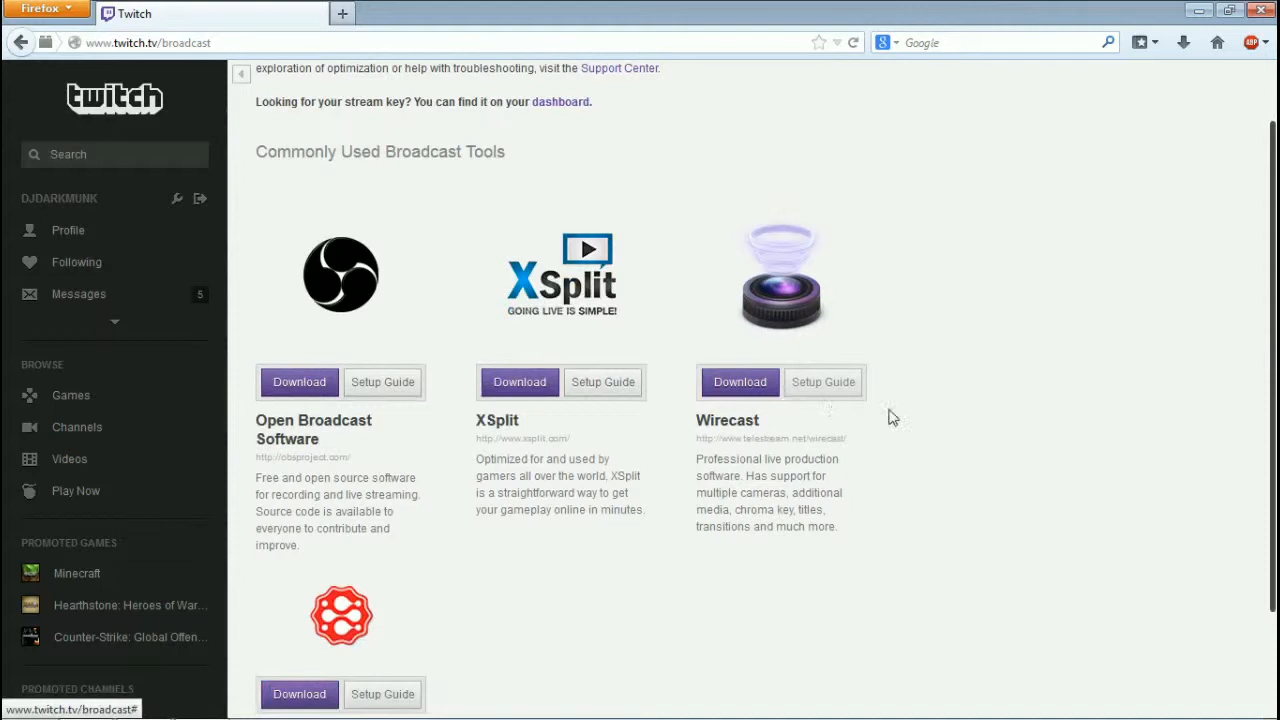 Firefox
Twitch
www.twitch.tv/broadcast
Google
ABP
twitch
Search
DJDARKMUNK
Profile
Following
Messages
5
BROWSE
Games
Channels
Videos
Play Now
PROMOTED GAMES
Minecraft
Hearthstone: Heroes of War...
Counter-Strike: Global Offen...
PROMOTED CHANNELS
www.twitch.tv/broadcast#
exploration of optimization or help with troubleshooting, visit the Support Center.
Looking for your stream key? You can find it on your dashboard.
Commonly Used Broadcast Tools
Download
Setup Guide
Open Broadcast
Software
http://obsproject.com/
Free and open source software
for recording and live streaming.
Source code is available to
everyone to contribute and
improve.
XSplit
GOING LIVE IS SIMPLE!
Download
Setup Guide
XSplit
http://www.xsplit.com/
Optimized for and used by
gamers all over the world. XSplit
is a straightforward way to get
your gameplay online in minutes.
Download
Setup Guide
Wirecast
http://www.telestream.net/wirecast/
Professional live production
software. Has support for
multiple cameras, additional
media, chroma key, titles,
transitions and much more.
Download
Setup Guide